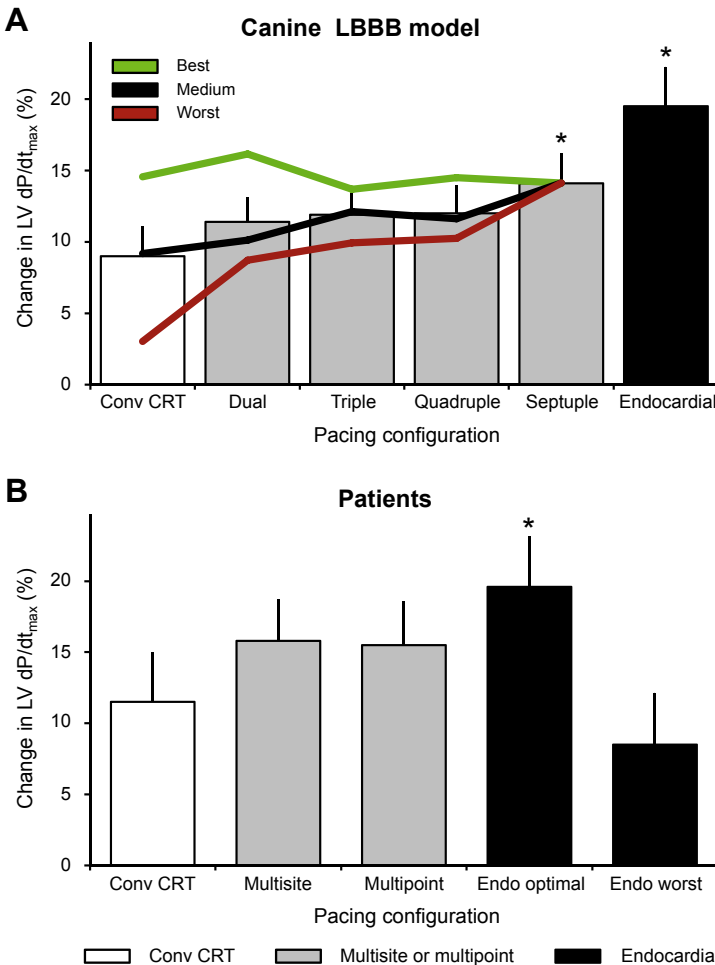 A
Canine LBBB model
Change in LV dP/dtmax (%)
20
15
10
5
0
Best
Medium
Worst
*
*
Conv CRT Dual Triple Quadruple Septuple Endocardial
Pacing configuration
B
Patients
Change in LV dP/dtmax (%)
20
15
10
5
0
*
Conv CRT Multisite Multipoint Endo optimal Endo worst
Pacing configuration
Conv CRT Multisite or multipoint Endocardial